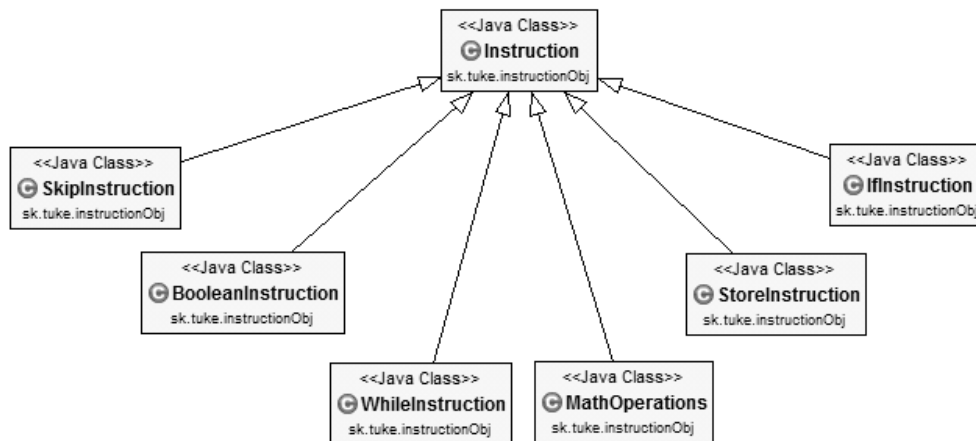 <<Java Class>>
Instruction
sk.tuke.instructionObj
<<Java Class>>
SkipInstruction
sk.tuke.instructionObj
<<Java Class>>
IfInstruction
sk.tuke.instructionObj
<<Java Class>>
BooleanInstruction
sk.tuke.instructionObj
<<Java Class>>
StoreInstruction
sk.tuke.instructionObj
<<Java Class>>
WhileInstruction
sk.tuke.instructionObj
<<Java Class>>
MathOperations
sk.tuke.instructionObj